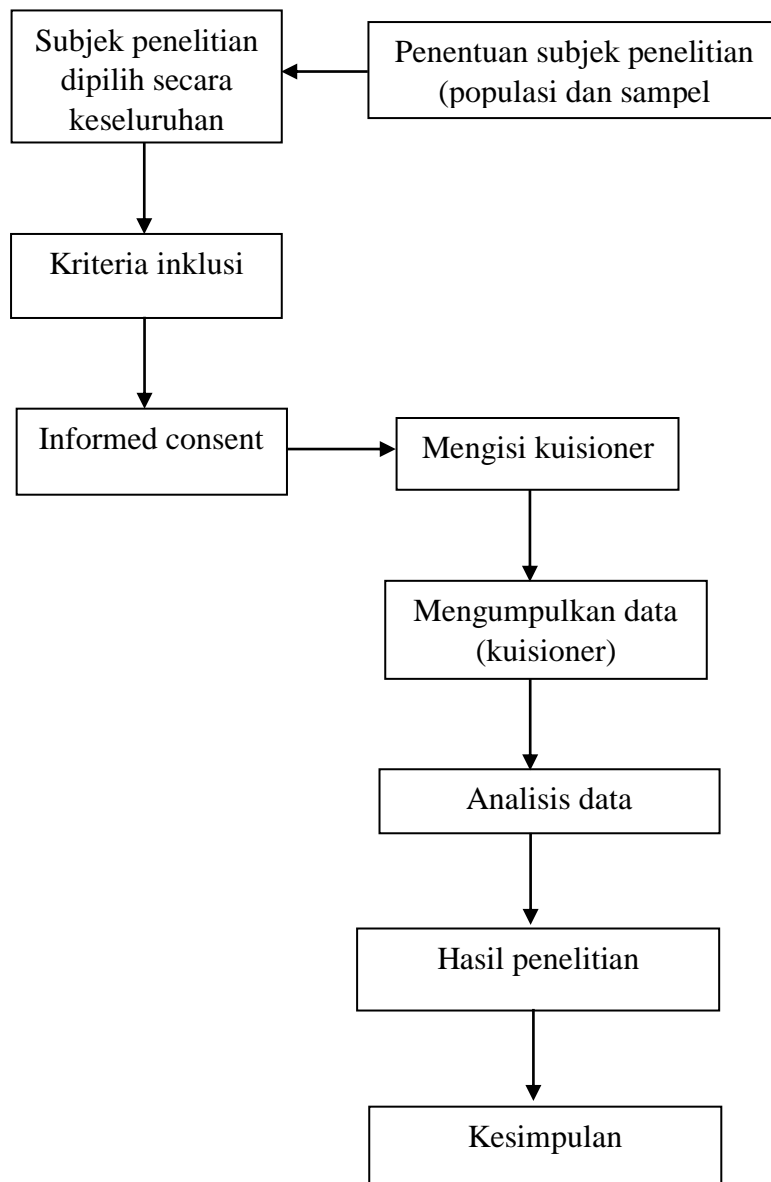 Subjek penelitian
dipilih secara
keseluruhan
Penentuan subjek penelitian
(populasi dan sampel
Kriteria inklusi
Informed consent
Mengisi kuisioner
Mengumpulkan data
(kuisioner)
Analisis data
Hasil penelitian
Kesimpulan